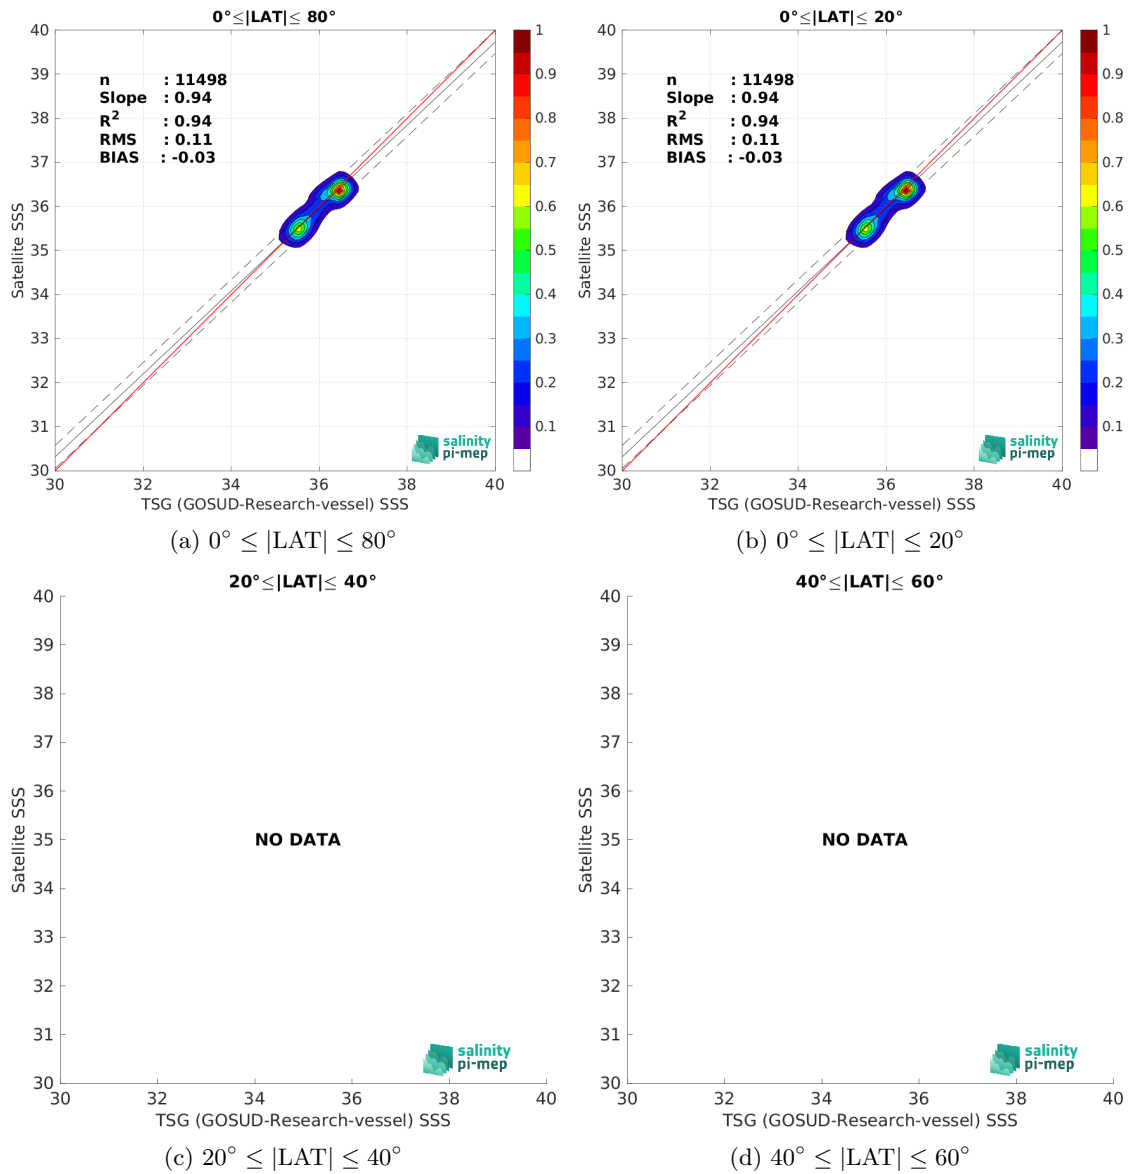 0°≤|LAT|≤ 80°
40
39
38
37
36
35
34
33
32
31
30
Satellite SSS
n : 11498
Slope : 0.94
R² : 0.94
RMS : 0.11
BIAS : -0.03
1
0.9
0.8
0.7
0.6
0.5
0.4
0.3
0.2
0.1
salinity
pi-mep
30 32 34 36 38 40
TSG (GOSUD-Research-vessel) SSS
(a) 0° ≤ |LAT| ≤ 80°
0°≤|LAT|≤ 20°
40
39
38
37
36
35
34
33
32
31
30
Satellite SSS
n : 11498
Slope : 0.94
R² : 0.94
RMS : 0.11
BIAS : -0.03
1
0.9
0.8
0.7
0.6
0.5
0.4
0.3
0.2
0.1
salinity
pi-mep
30 32 34 36 38 40
TSG (GOSUD-Research-vessel) SSS
(b) 0° ≤ |LAT| ≤ 20°
20°≤|LAT|≤ 40°
40
39
38
37
36
35
34
33
32
31
30
Satellite SSS
NO DATA
salinity
pi-mep
30 32 34 36 38 40
TSG (GOSUD-Research-vessel) SSS
(c) 20° ≤ |LAT| ≤ 40°
40°≤|LAT|≤ 60°
40
39
38
37
36
35
34
33
32
31
30
Satellite SSS
NO DATA
salinity
pi-mep
30 32 34 36 38 40
TSG (GOSUD-Research-vessel) SSS
(d) 40° ≤ |LAT| ≤ 60°